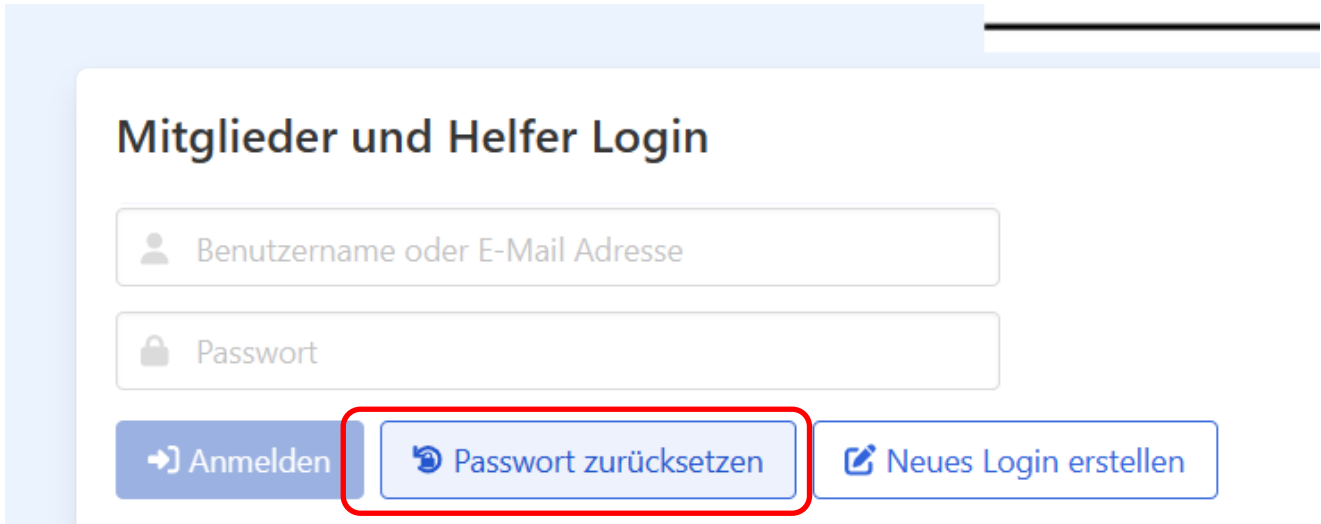 Mitglieder und Helfer Login
Benutzername oder E-Mail Adresse
Passwort
Anmelden Passwort zurücksetzen Neues Login erstellen